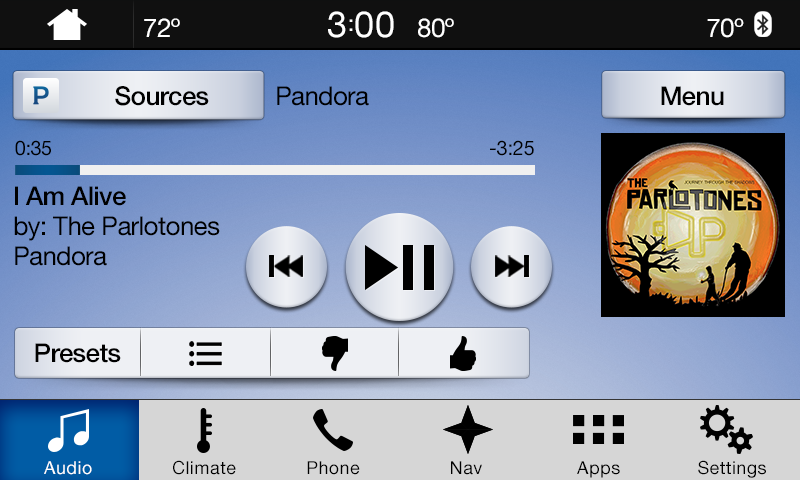 72º 3:00 80º 70º
P Sources Pandora Menu
0:35 -3:25
I Am Alive
by: The Parlotones
Pandora
JOURNEY THROUGH THE SHADOWS
THE
PARLOTONES
P
Presets
Audio Climate Phone Nav Apps Settings